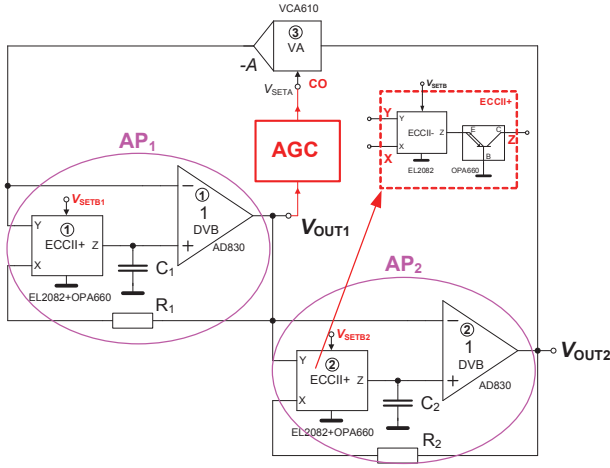 VCA610
③
VA
-A
CO
V_SETA
V_SETB
ECCII+
Y
Y
ECCII-
Z
E
C
Z
B
X
X
EL2082
OPA660
AGC
AP₁
V_SETB1
①
− ①
1
DVB
Y
ECCII+
Z
+
AD830
X
C₁
EL2082+OPA660
R₁
V_OUT1
AP₂
V_SETB2
②
− ②
1
DVB
Y
ECCII+
Z
+
AD830
X
C₂
EL2082+OPA660
R₂
V_OUT2